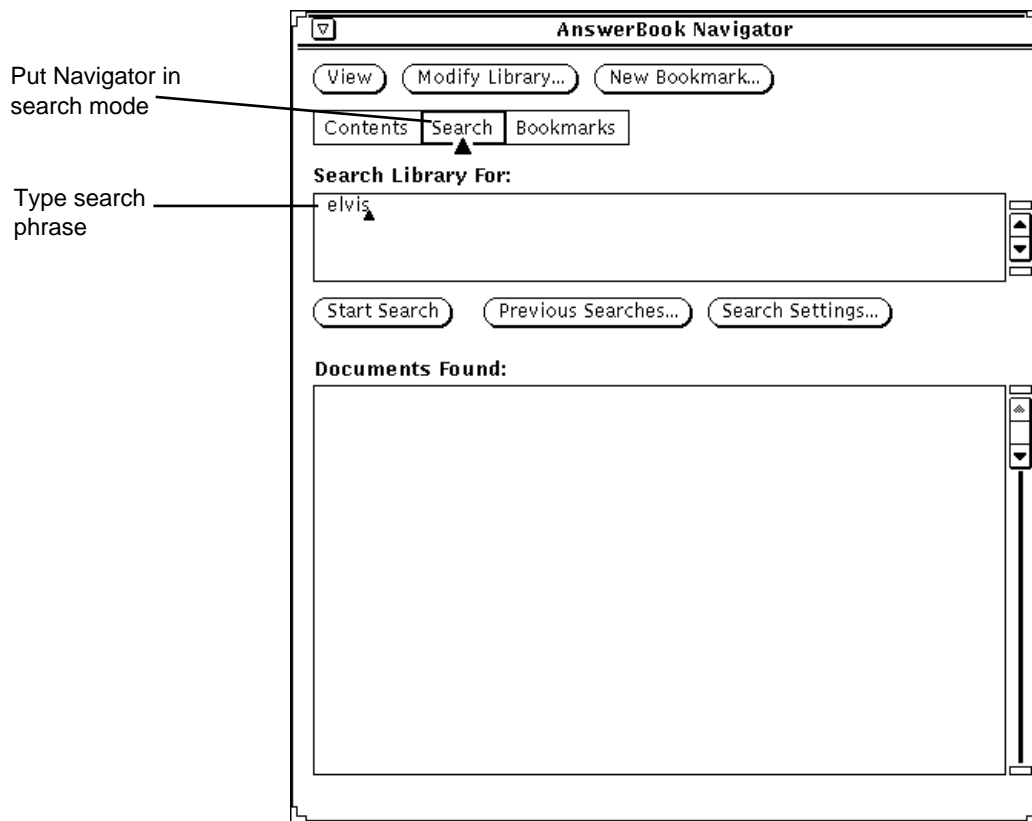 AnswerBook Navigator
View Modify Library... New Bookmark...
Put Navigator in
search mode
Contents Search Bookmarks
Search Library For:
Type search
phrase
elvis
Start Search Previous Searches... Search Settings...
Documents Found: